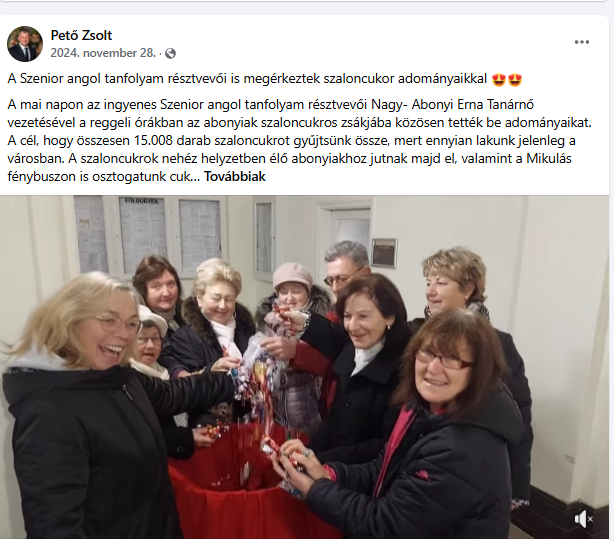 Pető Zsolt
2024. november 28. ·
A Szenior angol tanfolyam résztvevői is megérkeztek szaloncukor adományaikkal 😍😍
A mai napon az ingyenes Szenior angol tanfolyam résztvevői Nagy- Abonyi Erna Tanárnő
vezetésével a reggeli órákban az abonyiak szaloncukros zsákjába közösen tették be adományaikat.
A cél, hogy összesen 15.008 darab szaloncukrot gyűjtsünk össze, mert ennyian lakunk jelenleg a
városban. A szaloncukrok nehéz helyzetben élő abonyiakhoz jutnak majd el, valamint a Mikulás
fénybuszon is osztogatunk cuk... Továbbiak
FÖLDÜGYEK